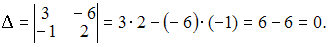 Δ = | 3 − 6 | = 3 · 2 − (− 6) · (−1) = 6 − 6 = 0.
| −1 2 |